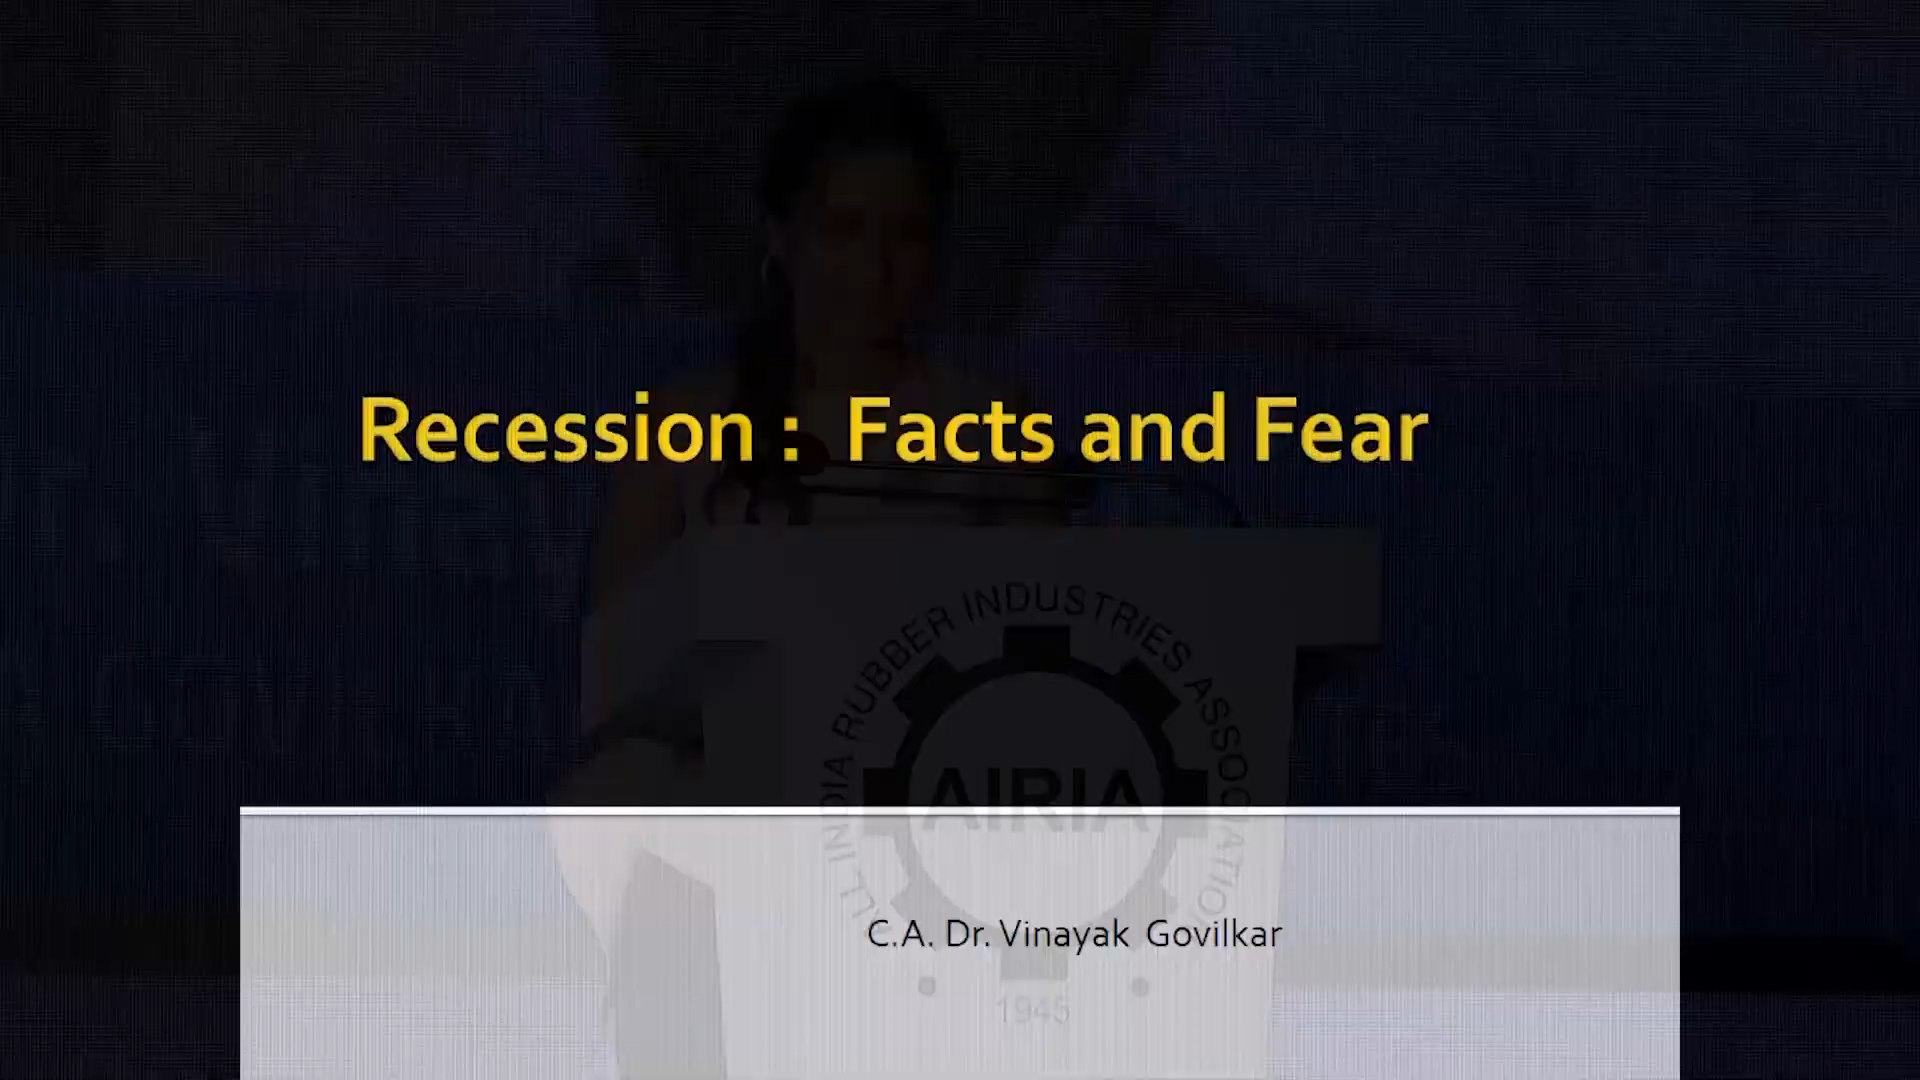 Recession : Facts and Fear
ALL INDIA RUBBER INDUSTRIES ASSOCIATION
AIRIA
C.A. Dr. Vinayak Govilkar
1945